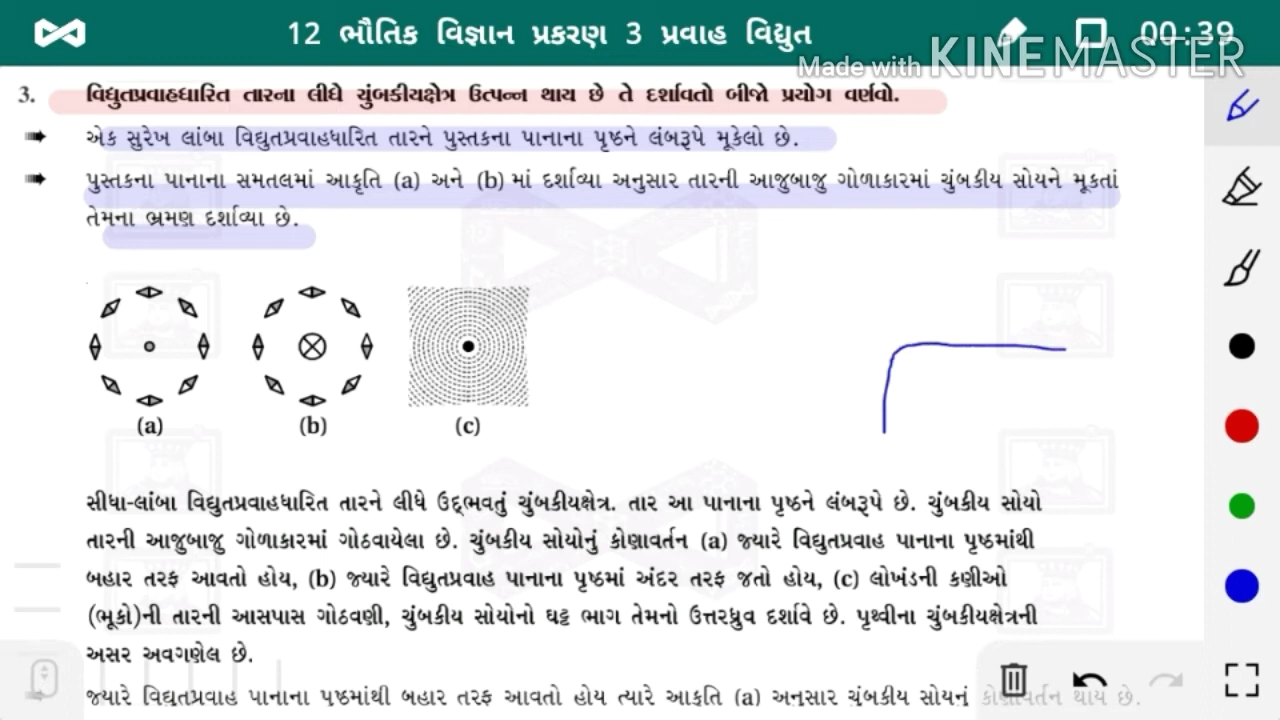 12 ભૌતિક વિજ્ઞાન પ્રકરણ 3 પ્રવાહ વિદ્યુત
00:39
Made with KINEMASTER
3. વિદ્યુતપ્રવાહધારિત તારના લીધે ચુંબકીયક્ષેત્ર ઉત્પન્ન થાય છે તે દર્શાવતો બીજો પ્રયોગ વર્ણવો.
એક સુરેખ લાંબા વિદ્યુતપ્રવાહધારિત તારને પુસ્તકના પાનાના પૃષ્ઠને લંબરૂપે મૂકેલો છે.
પુસ્તકના પાનાના સમતલમાં આકૃતિ (a) અને (b) માં દર્શાવ્યા અનુસાર તારની આજુબાજુ ગોળાકારમાં ચુંબકીય સોયને મૂકતાં
તેમના ભ્રમણ દર્શાવ્યા છે.
(a) (b) (c)
સીધા-લાંબા વિદ્યુતપ્રવાહધારિત તારને લીધે ઉદ્‌ભવતું ચુંબકીયક્ષેત્ર. તાર આ પાનાના પૃષ્ઠને લંબરૂપે છે. ચુંબકીય સોયો
તારની આજુબાજુ ગોળાકારમાં ગોઠવાયેલા છે. ચુંબકીય સોયોનું કોણાવર્તન (a) જ્યારે વિદ્યુતપ્રવાહ પાનાના પૃષ્ઠમાંથી
બહાર તરફ આવતો હોય, (b) જ્યારે વિદ્યુતપ્રવાહ પાનાના પૃષ્ઠમાં અંદર તરફ જતો હોય, (c) લોખંડની કણીઓ
(ભૂકો)ની તારની આસપાસ ગોઠવણી, ચુંબકીય સોયોનો ઘટ્ટ ભાગ તેમનો ઉત્તરધ્રુવ દર્શાવે છે. પૃથ્વીના ચુંબકીયક્ષેત્રની
અસર અવગણેલ છે.
જ્યારે વિદ્યુતપ્રવાહ પાનાના પૃષ્ઠમાંથી બહાર તરફ આવતો હોય ત્યારે આકૃતિ (a) અનુસાર ચુંબકીય સોયનું કોણાવર્તન થાય છે.